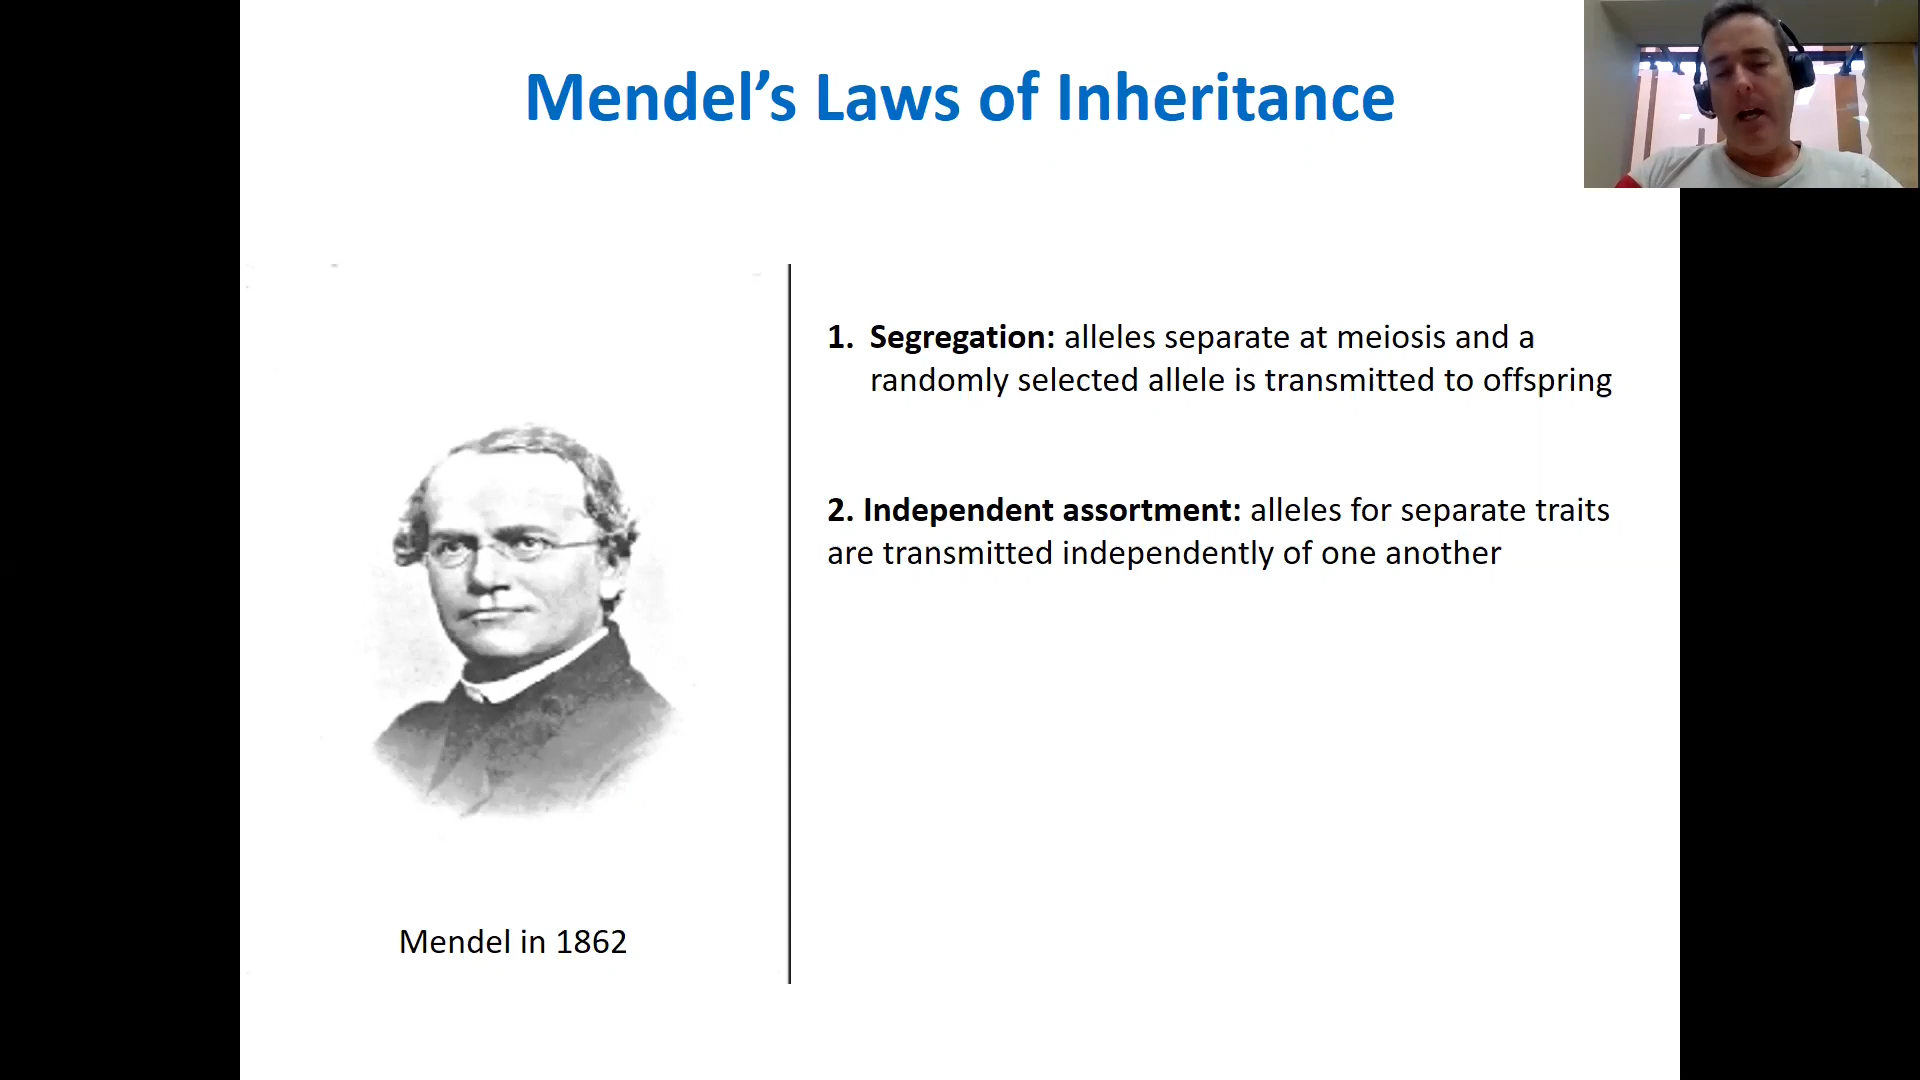 Mendel’s Laws of Inheritance
1. Segregation: alleles separate at meiosis and a
randomly selected allele is transmitted to offspring
2. Independent assortment: alleles for separate traits
are transmitted independently of one another
Mendel in 1862